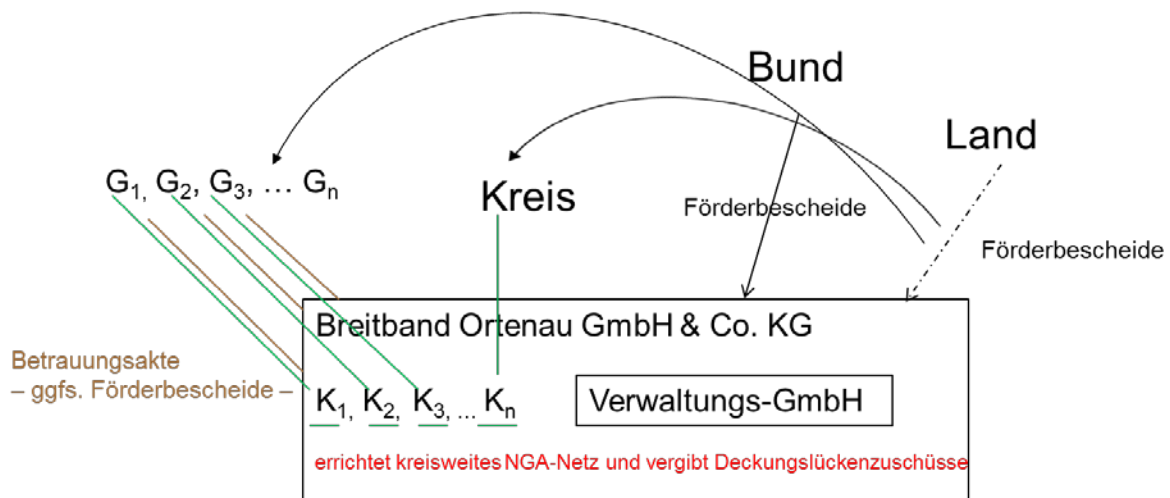 Bund
Land
G1, G2, G3, … Gn
Kreis
Förderbescheide
Förderbescheide
Breitband Ortenau GmbH & Co. KG
Betrauungsakte
– ggfs. Förderbescheide –
K1, K2, K3, ... Kn
Verwaltungs-GmbH
errichtet kreisweites NGA-Netz und vergibt Deckungslückenzuschüsse